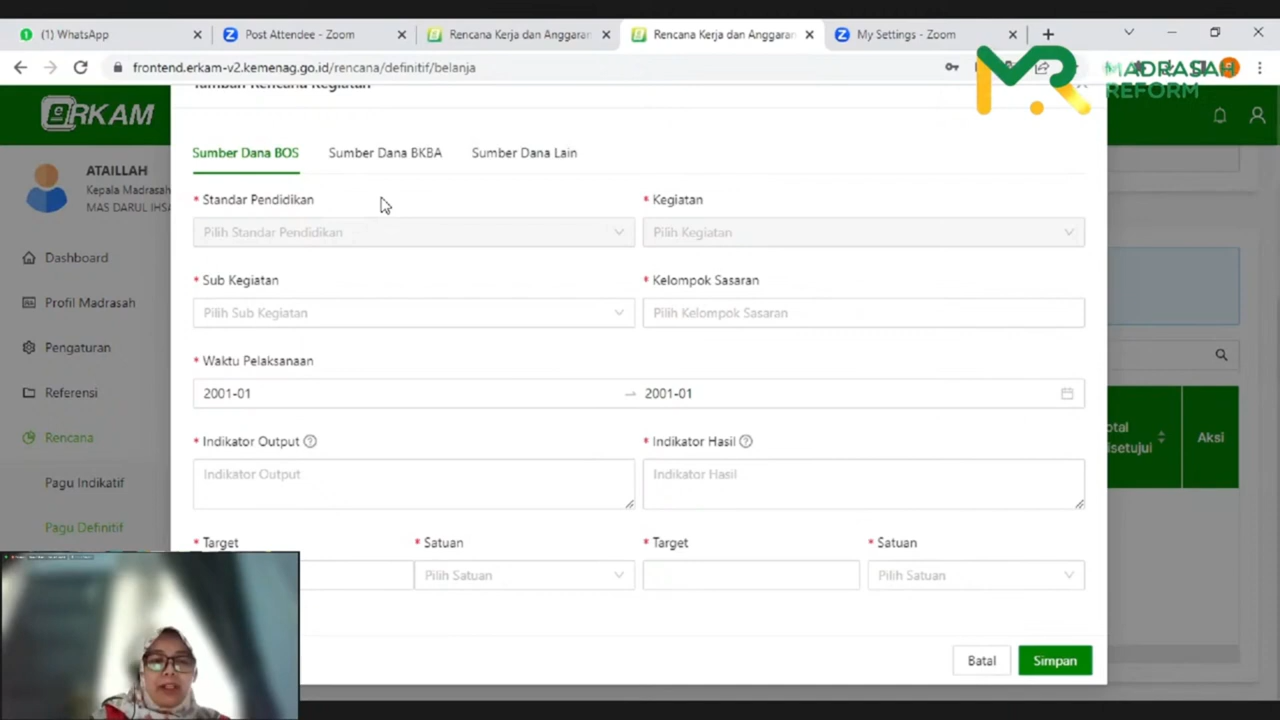 (1) WhatsApp
Post Attendee - Zoom
Rencana Kerja dan Anggaran
Rencana Kerja dan Anggaran
My Settings - Zoom
frontend.erkam-v2.kemenag.go.id/rencana/definitif/belanja
MADRASAH
REFORM
eRKAM
Tambah Rencana Kegiatan
ATAILLAH
Kepala Madrasah
MAS DARUL IHSA
Dashboard
Profil Madrasah
Pengaturan
Referensi
Rencana
Pagu Indikatif
Pagu Definitif
Sumber Dana BOS
Sumber Dana BKBA
Sumber Dana Lain
* Standar Pendidikan
* Kegiatan
Pilih Standar Pendidikan
Pilih Kegiatan
* Sub Kegiatan
* Kelompok Sasaran
Pilih Sub Kegiatan
Pilih Kelompok Sasaran
* Waktu Pelaksanaan
2001-01
2001-01
* Indikator Output
* Indikator Hasil
Indikator Output
Indikator Hasil
* Target
* Satuan
* Target
* Satuan
Pilih Satuan
Pilih Satuan
Batal
Simpan
otal
isetujui
Aksi